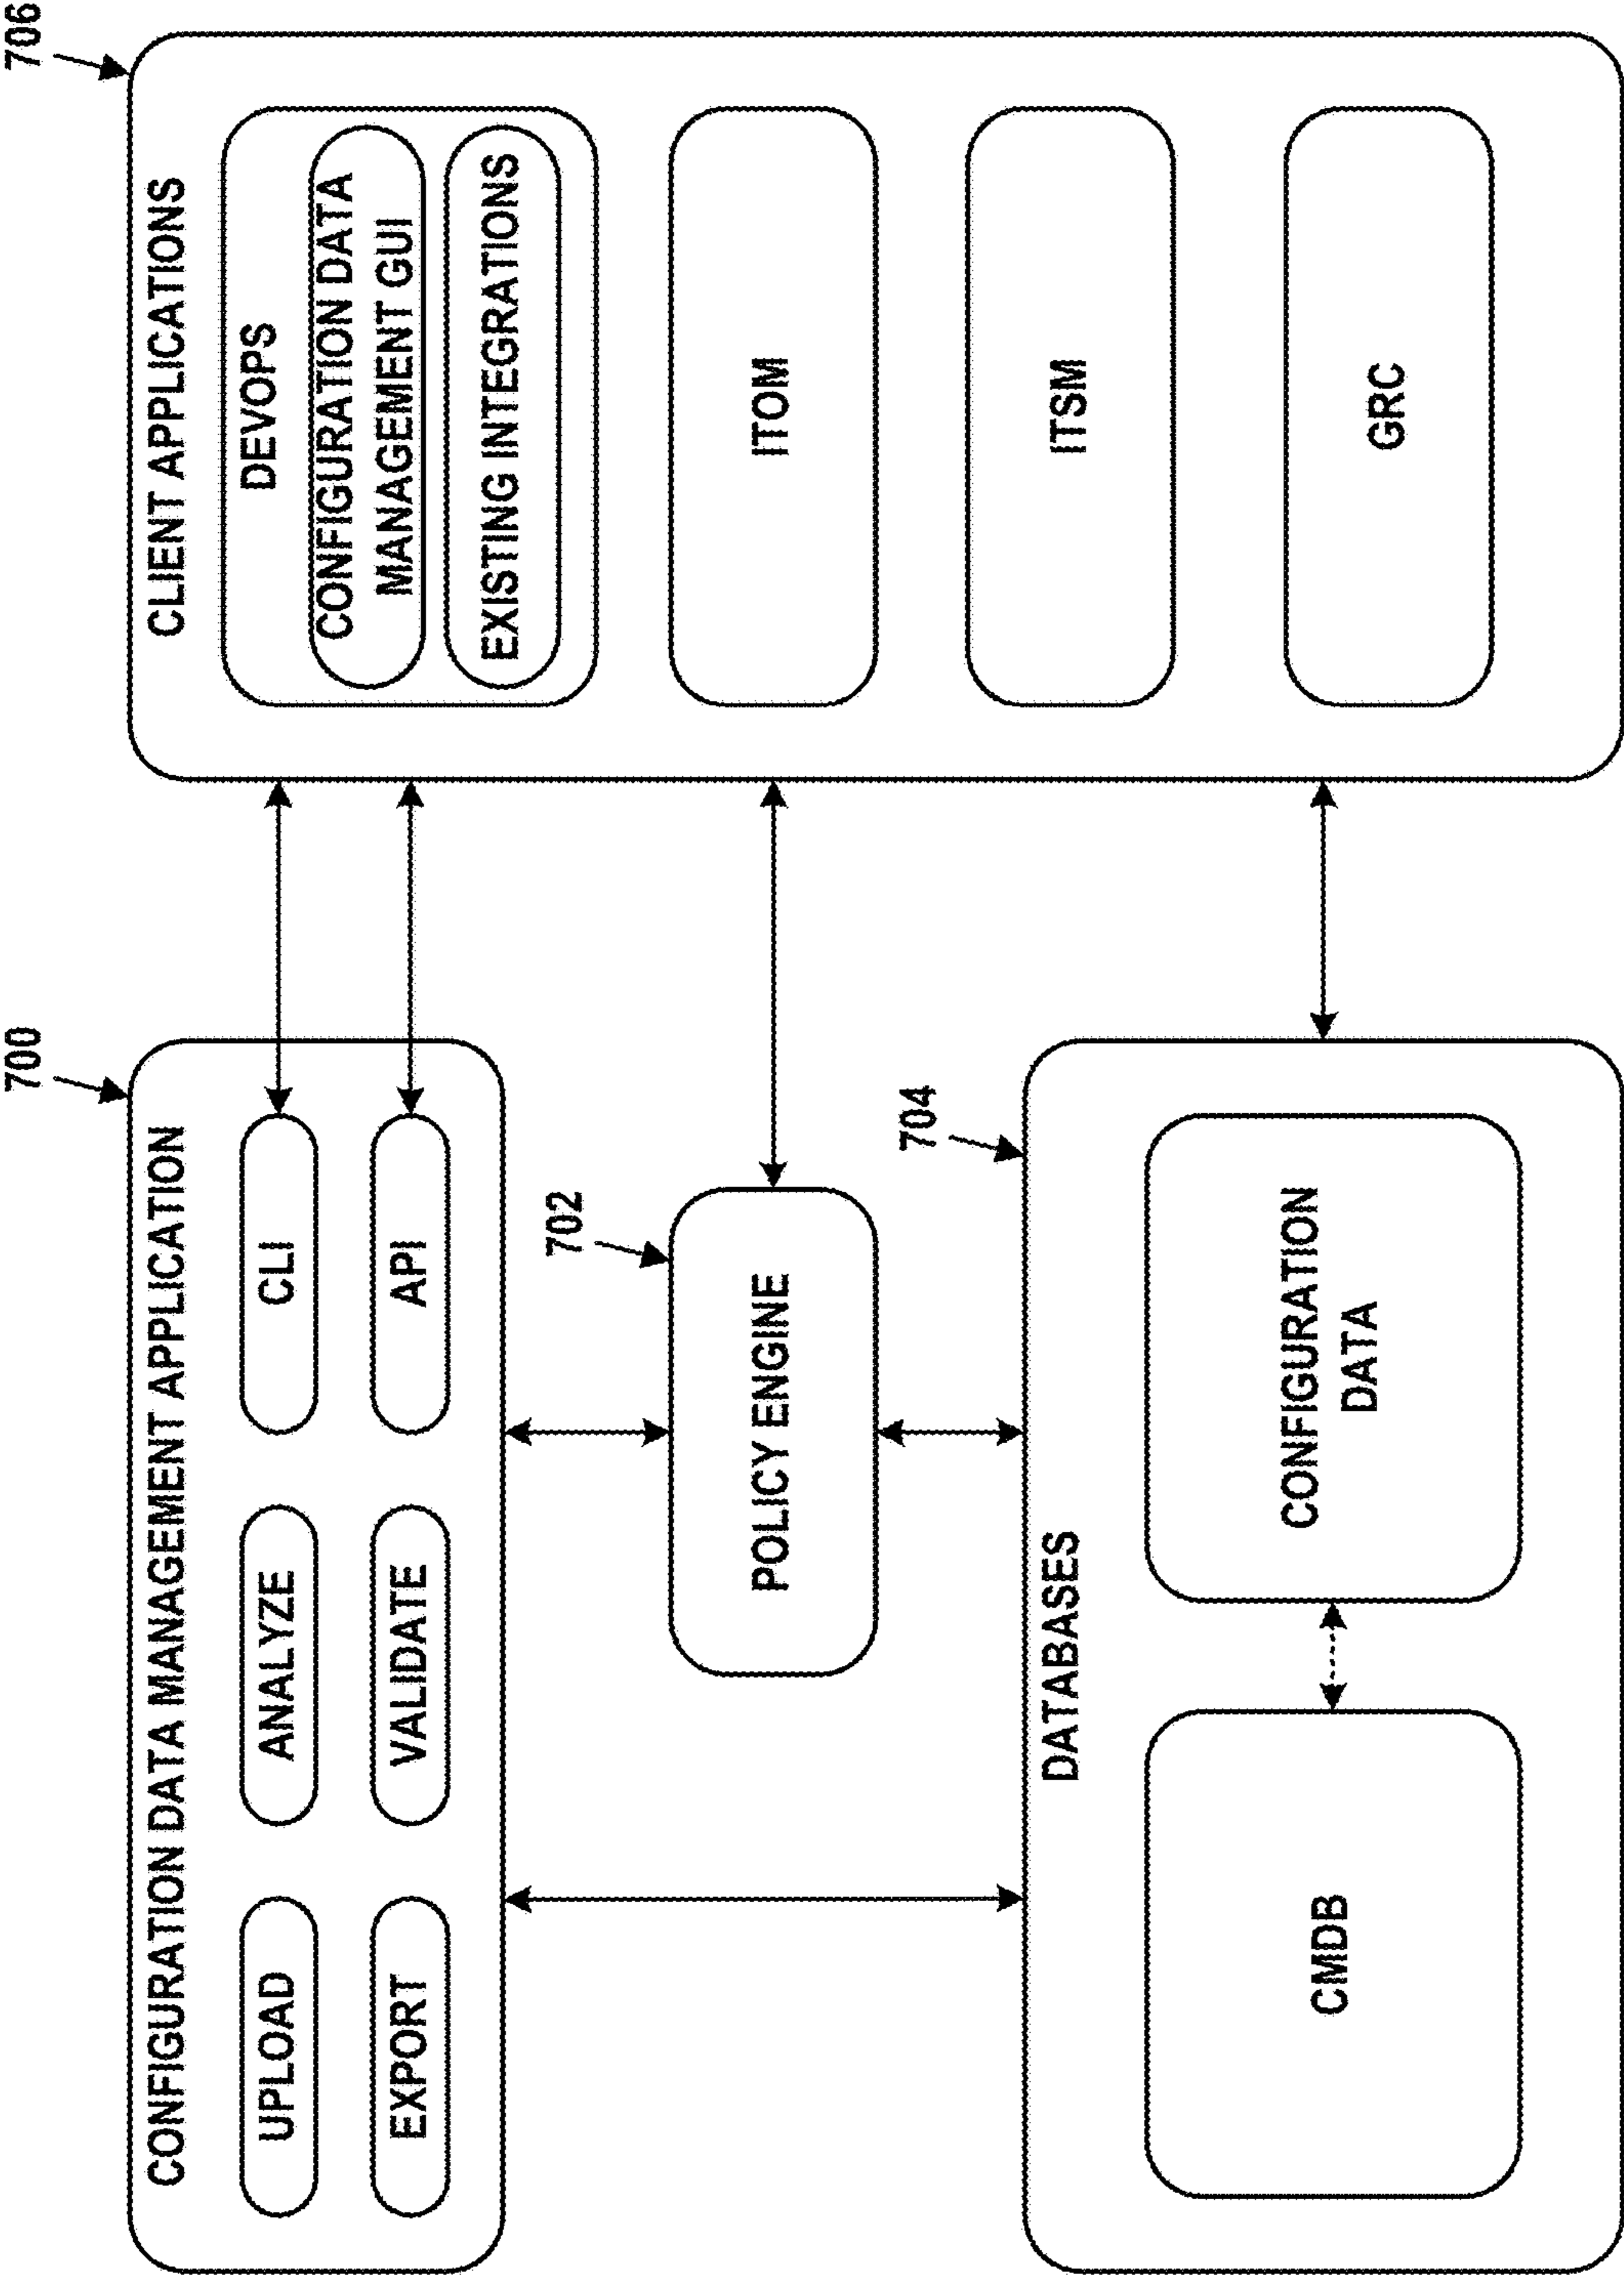 700
CONFIGURATION DATA MANAGEMENT APPLICATION
UPLOAD
ANALYZE
CLI
EXPORT
VALIDATE
API
702
POLICY ENGINE
704
DATABASES
CMDB
CONFIGURATION
DATA
706
CLIENT APPLICATIONS
DEVOPS
CONFIGURATION DATA
MANAGEMENT GUI
EXISTING INTEGRATIONS
ITOM
ITSM
GRC